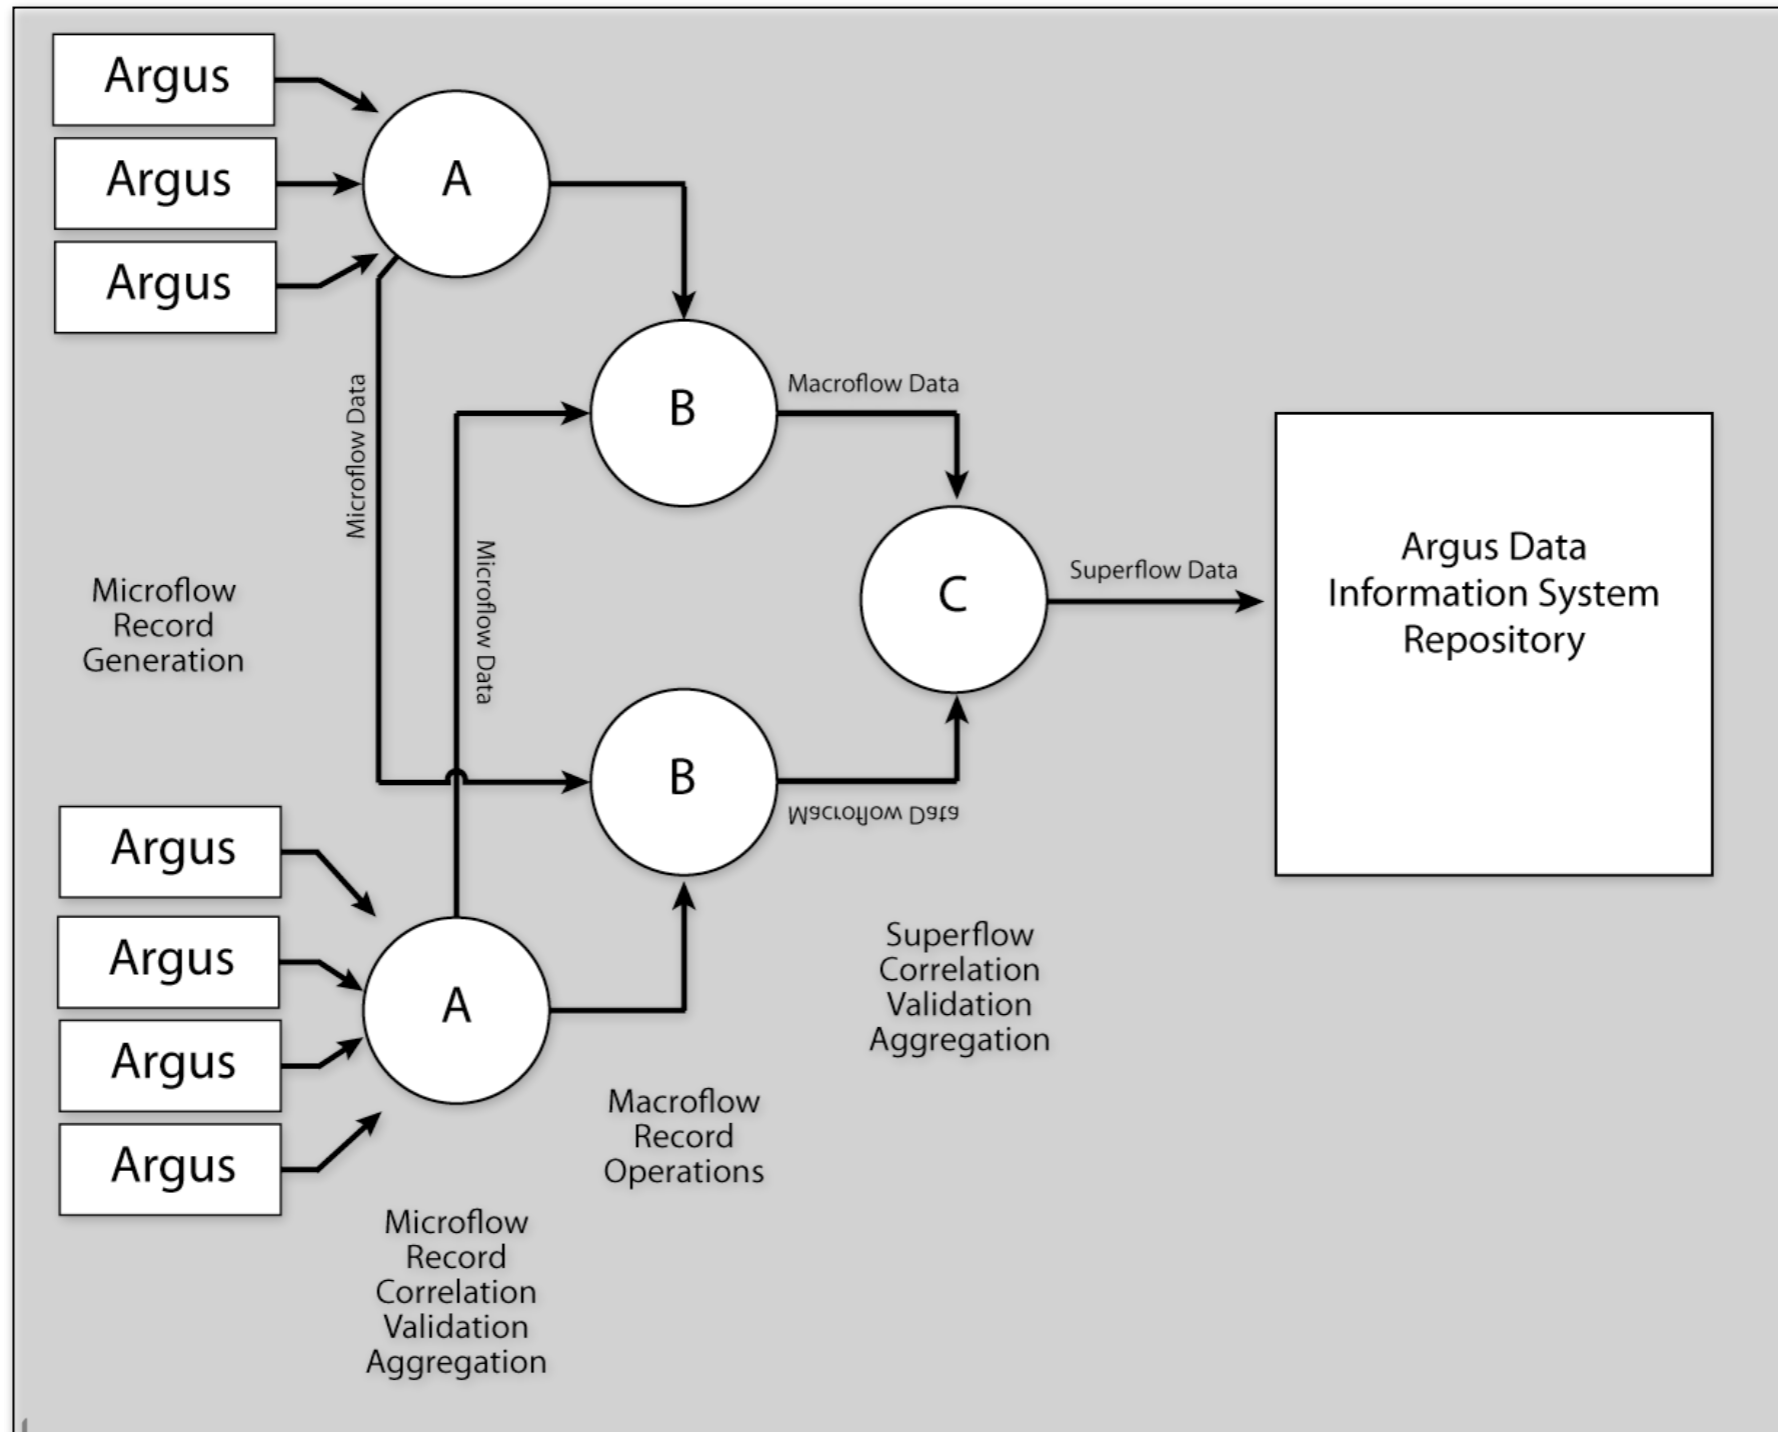 Argus
Argus
Argus
A
A
B
B
C
Microflow Data
Microflow Data
Macroflow Data
Macroflow Data
Superflow Data
Argus Data
Information System
Repository
Microflow
Record
Generation
Argus
Argus
Argus
Argus
Superflow
Correlation
Validation
Aggregation
Macroflow
Record
Operations
Microflow
Record
Correlation
Validation
Aggregation